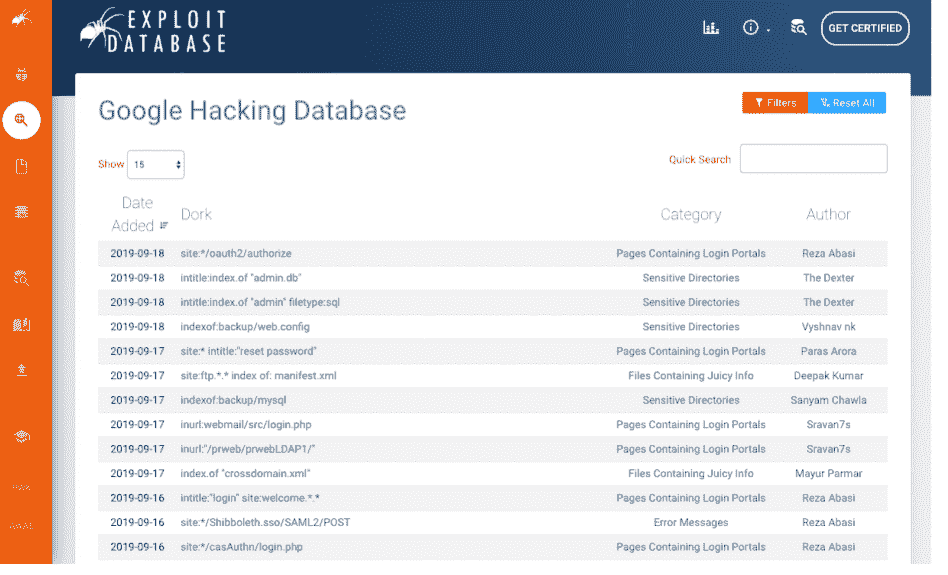 EXPLOIT
DATABASE
GET CERTIFIED
Google Hacking Database
Filters
Reset All
Show 15
Quick Search
Date
Added
Dork
Category
Author
2019-09-18 site:*/oauth2/authorize Pages Containing Login Portals Reza Abasi
2019-09-18 intitle:index.of "admin.db" Sensitive Directories The Dexter
2019-09-18 intitle:index.of "admin" filetype:sql Sensitive Directories The Dexter
2019-09-18 indexof:backup/web.config Sensitive Directories Vyshnav nk
2019-09-17 site:* intitle:"reset password" Pages Containing Login Portals Paras Arora
2019-09-17 site:ftp.*.* index of: manifest.xml Files Containing Juicy Info Deepak Kumar
2019-09-17 indexof:backup/mysql Sensitive Directories Sanyam Chawla
2019-09-17 inurl:webmail/src/login.php Pages Containing Login Portals Sravan7s
2019-09-17 inurl:"/prweb/prwebLDAP1/" Pages Containing Login Portals Sravan7s
2019-09-17 index.of "crossdomain.xml" Files Containing Juicy Info Mayur Parmar
2019-09-16 intitle:"login" site:welcome.*.* Pages Containing Login Portals Reza Abasi
2019-09-16 site:*/Shibboleth.sso/SAML2/POST Error Messages Reza Abasi
2019-09-16 site:*/casAuthn/login.php Pages Containing Login Portals Reza Abasi